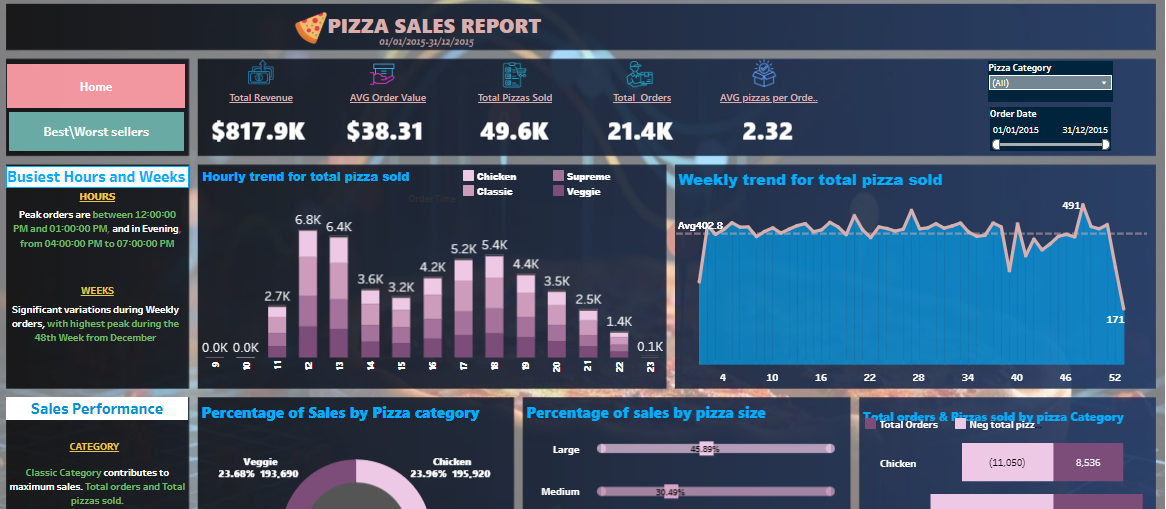 PIZZA SALES REPORT
01/01/2015-31/12/2015
Home
Best\Worst sellers
Total Revenue
$817.9K
AVG Order Value
$38.31
Total Pizzas Sold
49.6K
Total Orders
21.4K
AVG pizzas per Orde..
2.32
Pizza Category
(All)
Order Date
01/01/2015 31/12/2015
Busiest Hours and Weeks
HOURS
Peak orders are between 12:00:00
PM and 01:00:00 PM, and in Evening,
from 04:00:00 PM to 07:00:00 PM
WEEKS
Significant variations during Weekly
orders, with highest peak during the
48th Week from December
Hourly trend for total pizza sold
Chicken Supreme
Classic Veggie
Order Time
0.0K 0.0K 2.7K 6.8K 6.4K 3.6K 3.2K 4.2K 5.2K 5.4K 4.4K 3.5K 2.5K 1.4K 0.1K
9 10 11 12 13 14 15 16 17 18 19 20 21 22 23
Weekly trend for total pizza sold
Avg402.8
491
171
4 10 16 22 28 34 40 46 52
Sales Performance
CATEGORY
Classic Category contributes to
maximum sales. Total orders and Total
pizzas sold.
Percentage of Sales by Pizza category
Veggie
23.68% 193,690
Chicken
23.96% 195,920
Percentage of sales by pizza size
Large 45.89%
Medium 30.49%
Total orders & Pizzas sold by pizza Category
Total Orders Neg total pizz..
Chicken (11,050) 8,536